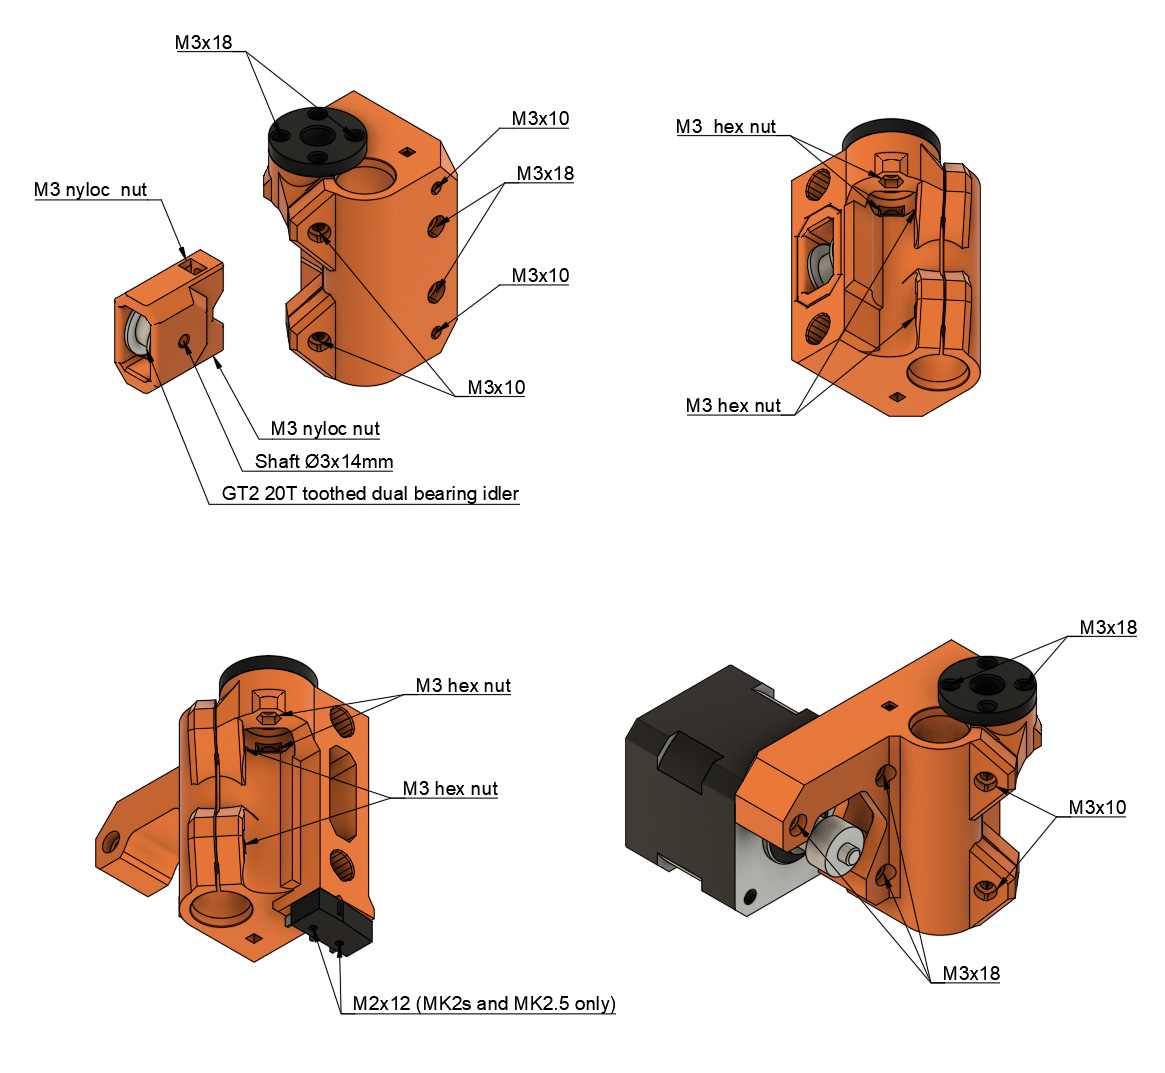 M3x18
M3x10
M3x18
M3 nyloc  nut
M3x10
M3x10
M3 nyloc nut
Shaft Ø3x14mm
GT2 20T toothed dual bearing idler
M3  hex nut
M3 hex nut
M3 hex nut
M3 hex nut
M2x12 (MK2s and MK2.5 only)
M3x18
M3x10
M3x18